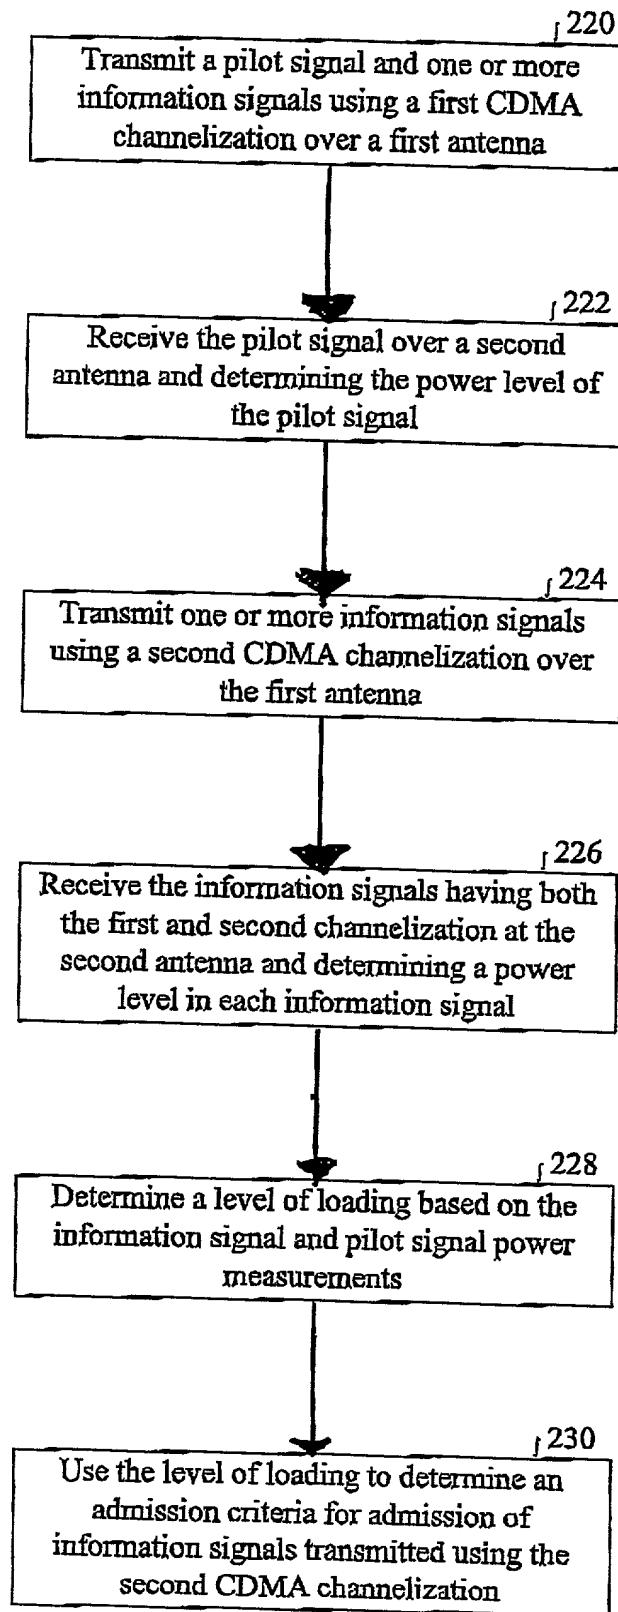 220
Transmit a pilot signal and one or more
information signals using a first CDMA
channelization over a first antenna
222
Receive the pilot signal over a second
antenna and determining the power level of
the pilot signal
224
Transmit one or more information signals
using a second CDMA channelization over
the first antenna
226
Receive the information signals having both
the first and second channelization at the
second antenna and determining a power
level in each information signal
228
Determine a level of loading based on the
information signal and pilot signal power
measurements
230
Use the level of loading to determine an
admission criteria for admission of
information signals transmitted using the
second CDMA channelization